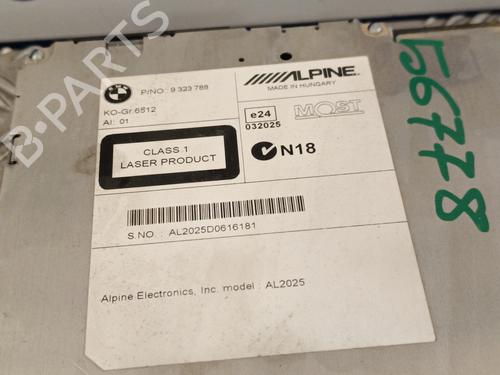 P/NO : 9 323 788
KO-Gr.6512
AI: 01
ALPINE
MADE IN HUNGARY
e24
032025
MOST
CLASS 1
LASER PRODUCT
N18
S.NO : AL2025D0616181
Alpine Electronics, Inc. model : AL2025
56778
B-PARTS